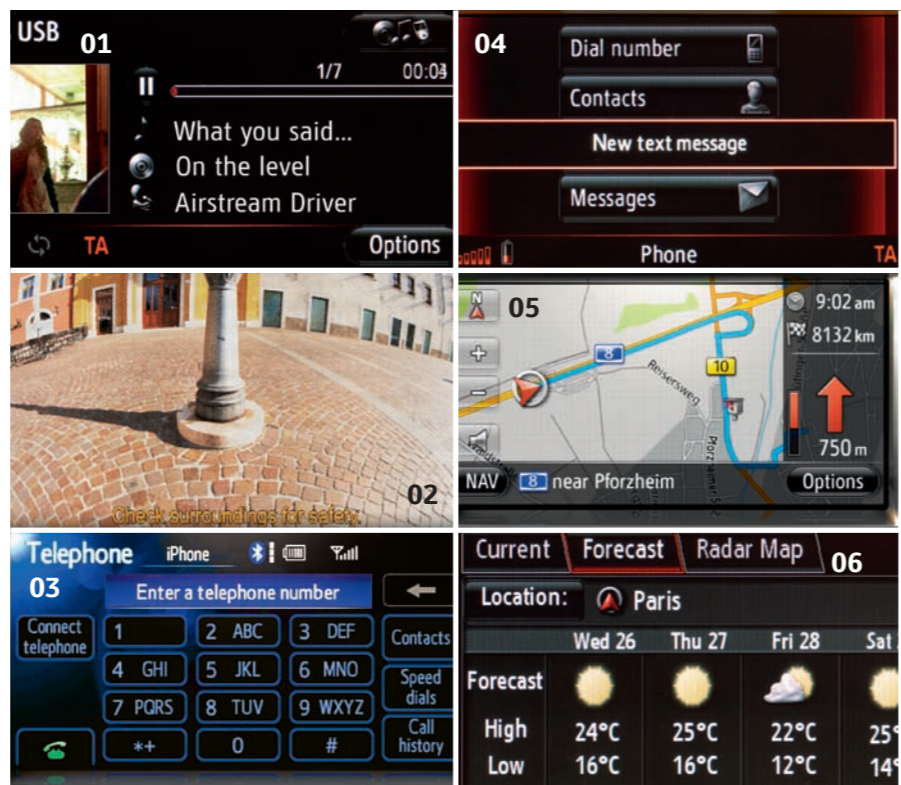 USB
01
1/7 00:03
What you said...
On the level
Airstream Driver
TA
Options
04
Dial number
Contacts
New text message
Messages
Phone
TA
Check surroundings for safety.
02
N
05
9:02 am
8132 km
8
10
Reisersweg
Pforzheimer
750 m
NAV
8 near Pforzheim
Options
Telephone iPhone
03
Enter a telephone number
Connect
telephone
1 2 ABC 3 DEF
Contacts
4 GHI 5 JKL 6 MNO
Speed
dials
7 PQRS 8 TUV 9 WXYZ
Call
history
*+ 0 #
Current Forecast Radar Map
06
Location: Paris
Wed 26 Thu 27 Fri 28 Sat
Forecast
High 24°C 25°C 22°C 25°
Low 16°C 16°C 12°C 14°